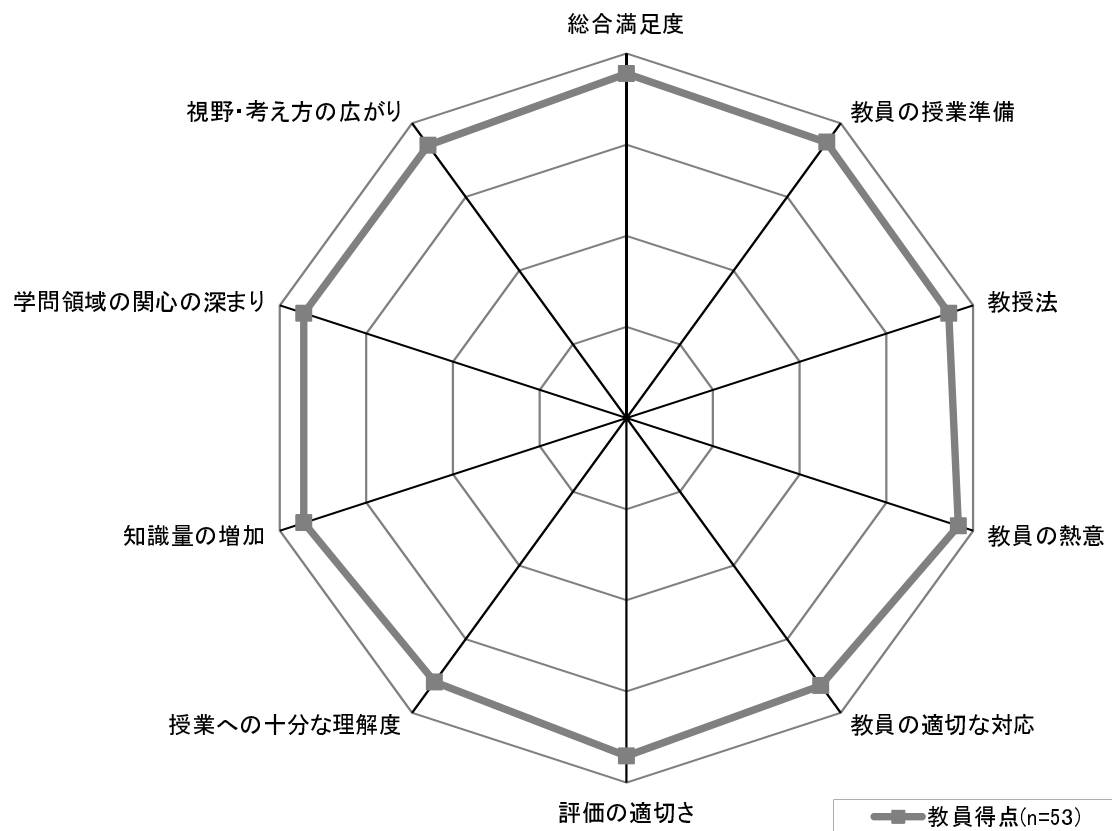 総合満足度
視野・考え方の広がり
教員の授業準備
学問領域の関心の深まり
教授法
知識量の増加
教員の熱意
授業への十分な理解度
教員の適切な対応
評価の適切さ
教員得点(n=53)